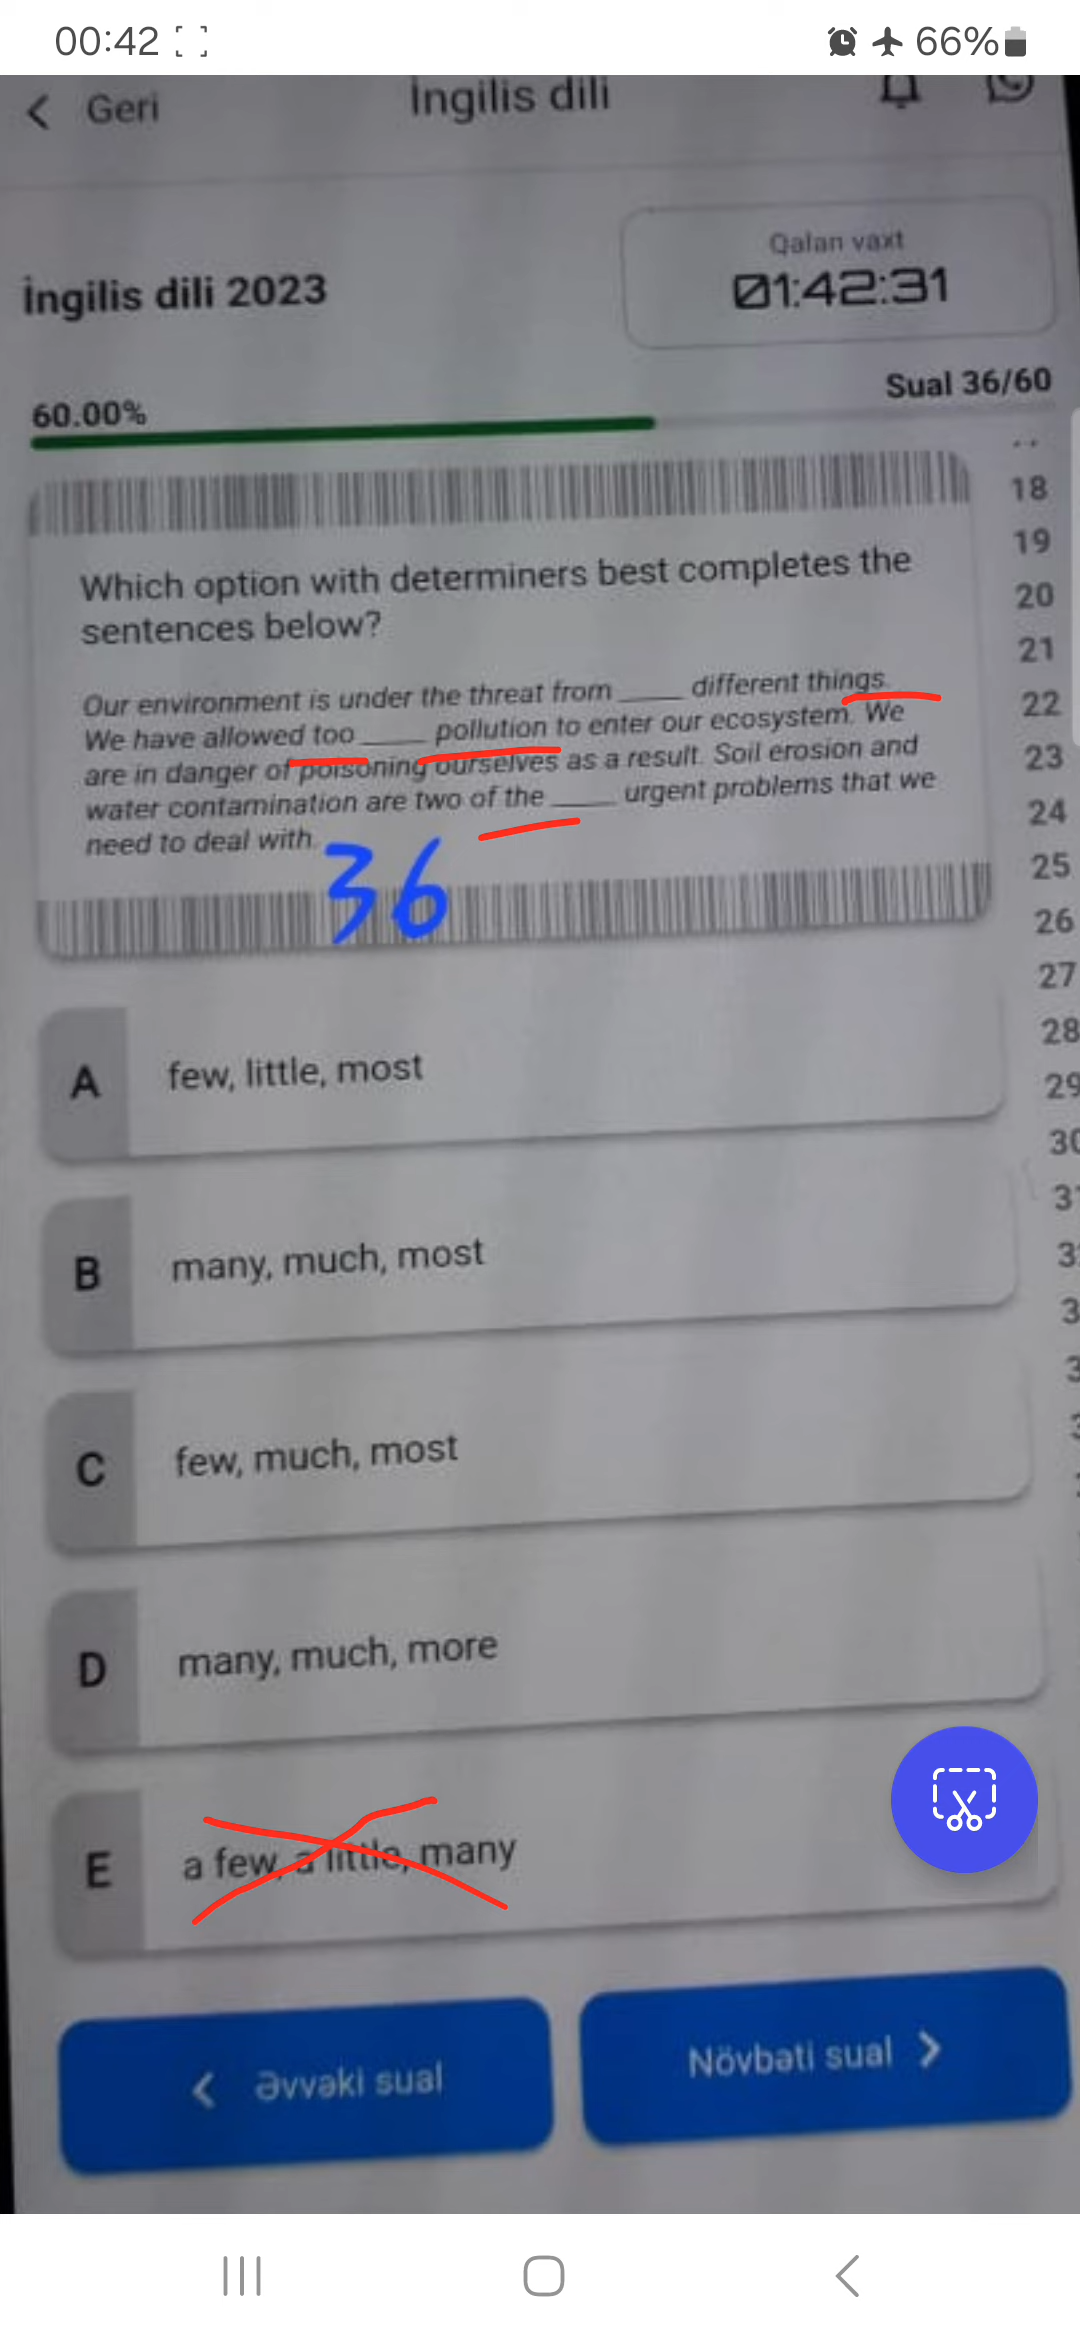 00:42
66%
Geri
İngilis dili
İngilis dili 2023
Qalan vaxt
01:42:31
60.00%
Sual 36/60
Which option with determiners best completes the
sentences below?
Our environment is under the threat from ____ different things.
We have allowed too ____ pollution to enter our ecosystem. We
are in danger of poisoning ourselves as a result. Soil erosion and
water contamination are two of the ____ urgent problems that we
need to deal with.
36
18
19
20
21
22
23
24
25
26
27
28
29
A few, little, most
B many, much, most
C few, much, most
D many, much, more
E a few, a little, many
Əvvəki sual
Növbəti sual